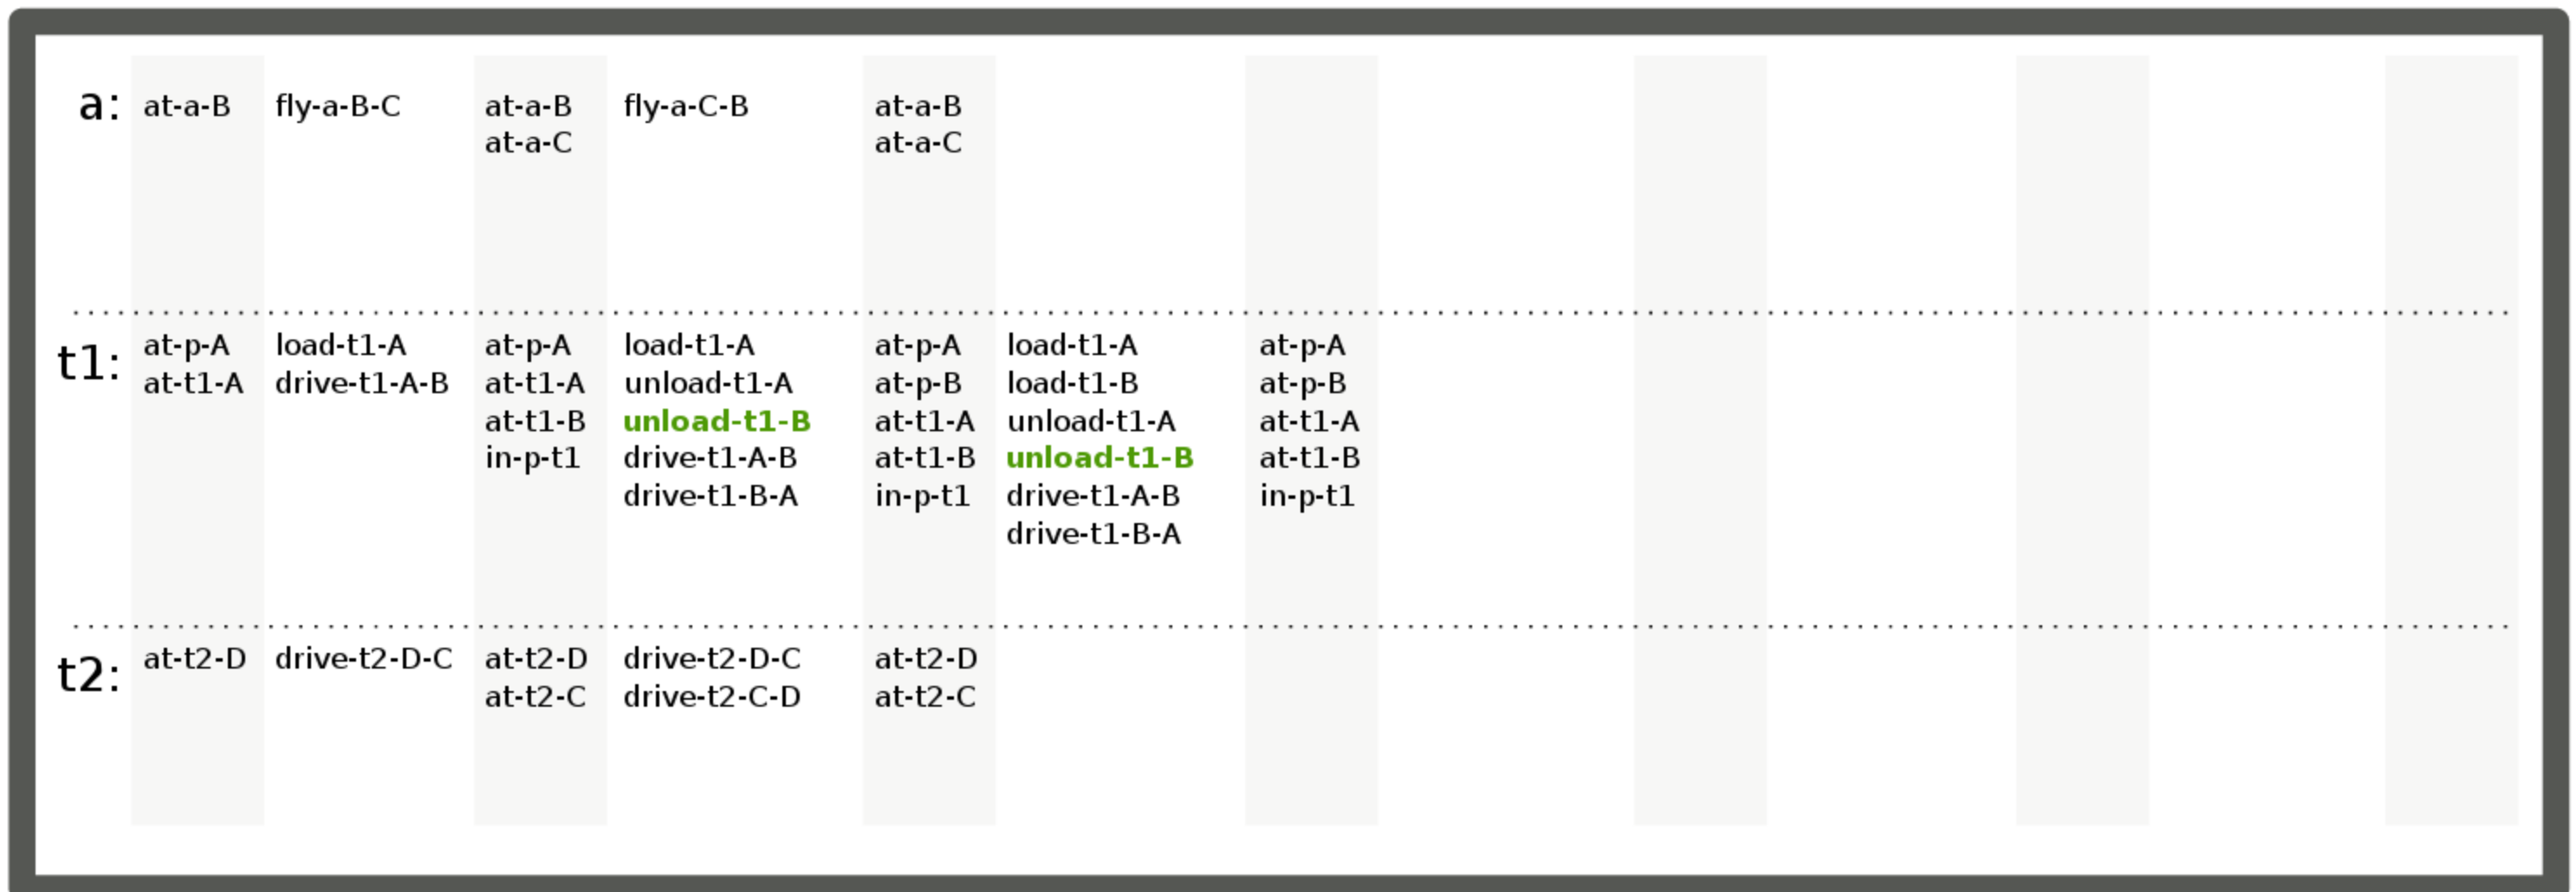 a: at-a-B fly-a-B-C at-a-B fly-a-C-B at-a-B
at-a-C at-a-C
t1: at-p-A load-t1-A at-p-A load-t1-A at-p-A load-t1-A at-p-A
at-t1-A drive-t1-A-B at-t1-A unload-t1-A at-p-B load-t1-B at-p-B
at-t1-B unload-t1-B at-t1-A unload-t1-A at-t1-A
in-p-t1 drive-t1-A-B at-t1-B unload-t1-B at-t1-B
drive-t1-B-A in-p-t1 drive-t1-A-B in-p-t1
drive-t1-B-A
t2: at-t2-D drive-t2-D-C at-t2-D drive-t2-D-C at-t2-D
at-t2-C drive-t2-C-D at-t2-C